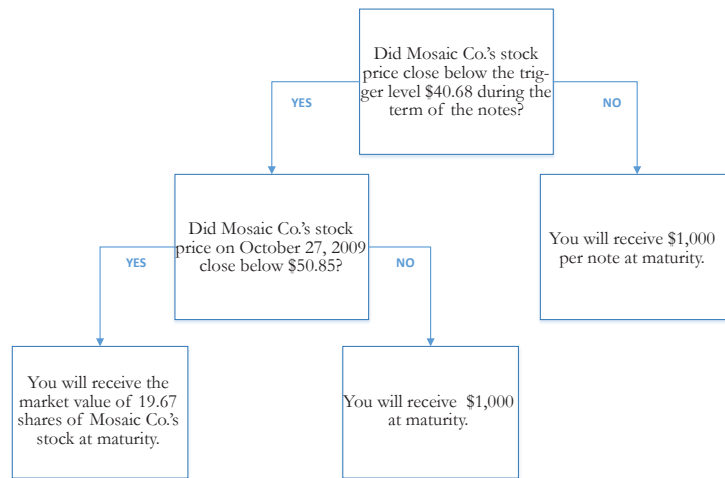 Did Mosaic Co.'s stock
price close below the trig-
ger level $40.68 during the
term of the notes?
YES
NO
Did Mosaic Co.'s stock
price on October 27, 2009
close below $50.85?
You will receive $1,000
per note at maturity.
YES
NO
You will receive the
market value of 19.67
shares of Mosaic Co.'s
stock at maturity.
You will receive $1,000
at maturity.